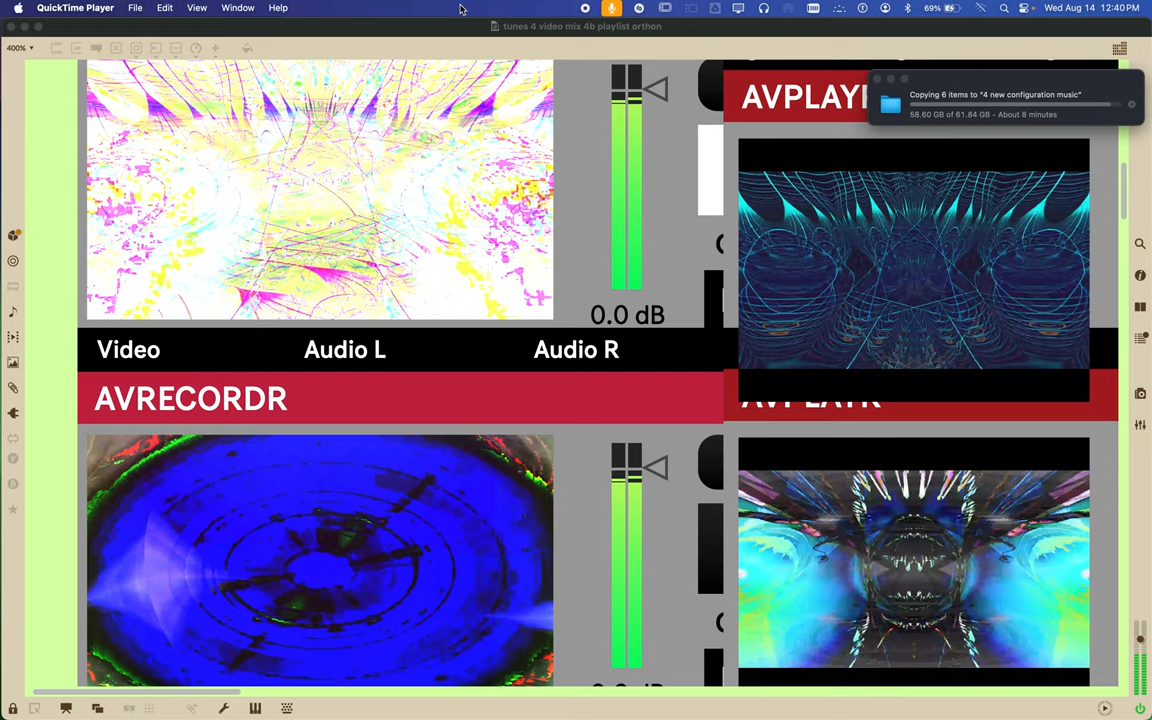 QuickTime Player File Edit View Window Help 69% Wed Aug 14 12:40 PM
tunes 4 video mix 4b playlist orthon
400%
AVPLAY
Copying 6 items to "4 new configuration music"
58.60 GB of 61.84 GB - About 8 minutes
0.0 dB
Video Audio L Audio R
AVRECORDR